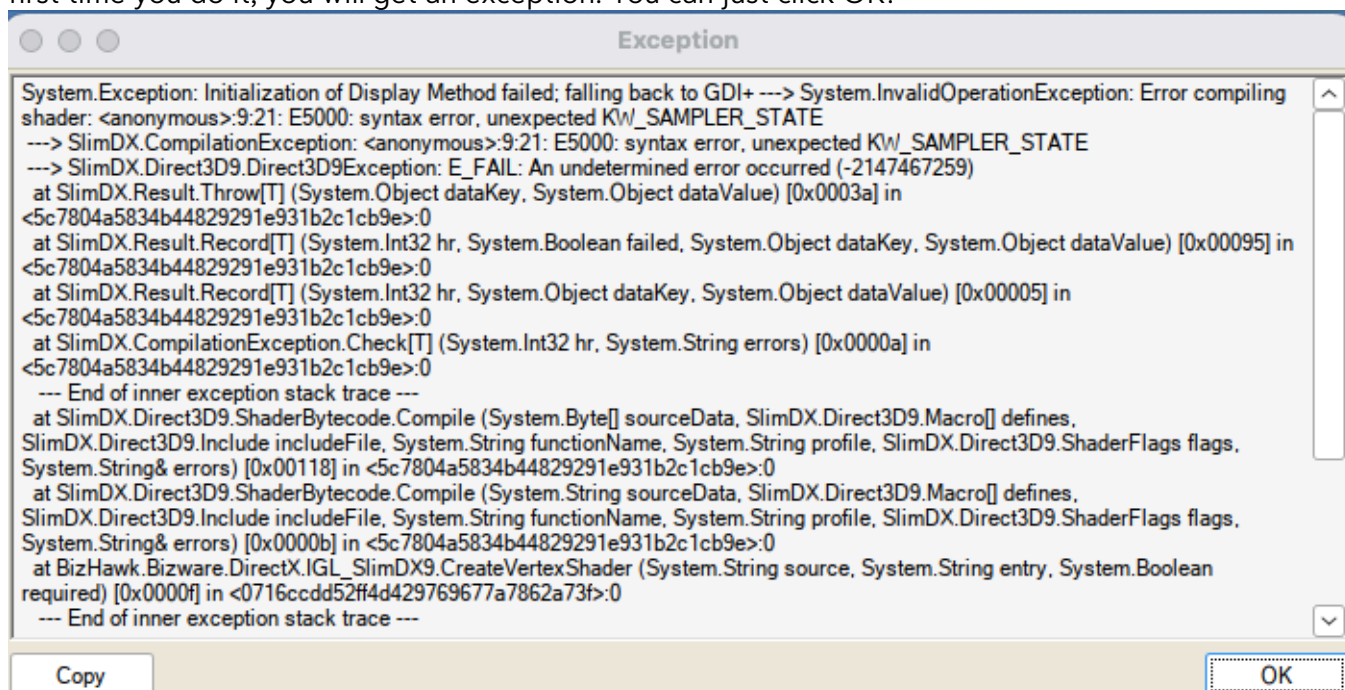 first time you do it, you will get an exception. You can just click OK.
Exception
System.Exception: Initialization of Display Method failed; falling back to GDI+ ---> System.InvalidOperationException: Error compiling
shader: <anonymous>:9:21: E5000: syntax error, unexpected KW_SAMPLER_STATE
 ---> SlimDX.CompilationException: <anonymous>:9:21: E5000: syntax error, unexpected KW_SAMPLER_STATE
 ---> SlimDX.Direct3D9.Direct3D9Exception: E_FAIL: An undetermined error occurred (-2147467259)
  at SlimDX.Result.Throw[T] (System.Object dataKey, System.Object dataValue) [0x0003a] in
<5c7804a5834b44829291e931b2c1cb9e>:0
  at SlimDX.Result.Record[T] (System.Int32 hr, System.Boolean failed, System.Object dataKey, System.Object dataValue) [0x00095] in
<5c7804a5834b44829291e931b2c1cb9e>:0
  at SlimDX.Result.Record[T] (System.Int32 hr, System.Object dataKey, System.Object dataValue) [0x00005] in
<5c7804a5834b44829291e931b2c1cb9e>:0
  at SlimDX.CompilationException.Check[T] (System.Int32 hr, System.String errors) [0x0000a] in
<5c7804a5834b44829291e931b2c1cb9e>:0
   --- End of inner exception stack trace ---
  at SlimDX.Direct3D9.ShaderBytecode.Compile (System.Byte[] sourceData, SlimDX.Direct3D9.Macro[] defines,
SlimDX.Direct3D9.Include includeFile, System.String functionName, System.String profile, SlimDX.Direct3D9.ShaderFlags flags,
System.String& errors) [0x00118] in <5c7804a5834b44829291e931b2c1cb9e>:0
  at SlimDX.Direct3D9.ShaderBytecode.Compile (System.String sourceData, SlimDX.Direct3D9.Macro[] defines,
SlimDX.Direct3D9.Include includeFile, System.String functionName, System.String profile, SlimDX.Direct3D9.ShaderFlags flags,
System.String& errors) [0x0000b] in <5c7804a5834b44829291e931b2c1cb9e>:0
  at BizHawk.Bizware.DirectX.IGL_SlimDX9.CreateVertexShader (System.String source, System.String entry, System.Boolean
required) [0x0000f] in <0716ccdd52ff4d429769677a7862a73f>:0
   --- End of inner exception stack trace ---
Copy
OK